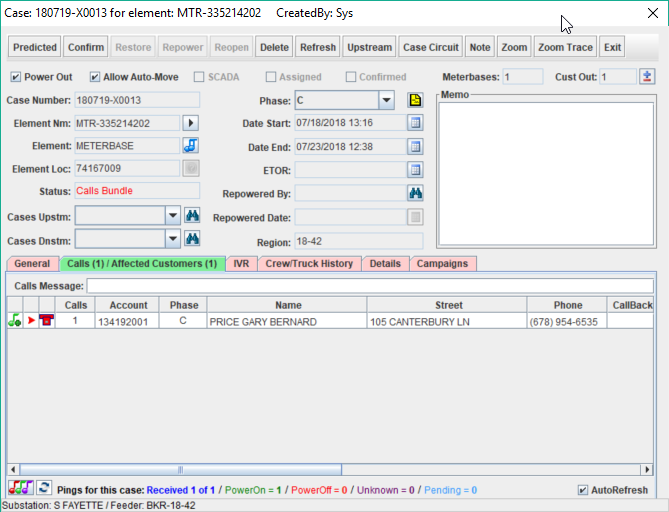 Case: 180719-X0013 for element: MTR-335214202 CreatedBy: Sys
Predicted Confirm Restore Repower Reopen Delete Refresh Upstream Case Circuit Note Zoom Zoom Trace Exit
Power Out Allow Auto-Move SCADA Assigned Confirmed Meterbases: 1 Cust Out: 1
Case Number: 180719-X0013 Phase: C Memo
Element Nm: MTR-335214202 Date Start: 07/18/2018 13:16
Element: METERBASE Date End: 07/23/2018 12:38
Element Loc: 74167009 ETOR:
Status: Calls Bundle Repowered By:
Cases Upstm: Repowered Date:
Cases Dnstm: Region: 18-42
General Calls (1) / Affected Customers (1) IVR Crew/Truck History Details Campaigns
Calls Message:
Calls Account Phase Name Street Phone CallBack
1 134192001 C PRICE GARY BERNARD 105 CANTERBURY LN (678) 954-6535
Pings for this case: Received 1 of 1 / PowerOn = 1 / PowerOff = 0 / Unknown = 0 / Pending = 0 AutoRefresh
Substation: S FAYETTE / Feeder: BKR-18-42